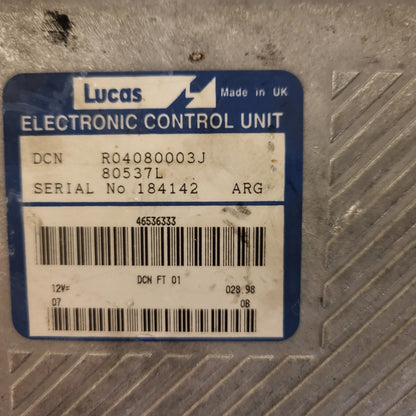 Lucas Made in UK
ELECTRONIC CONTROL UNIT
DCN R04080003J
80537L
SERIAL No 184142 ARG
46536333
DCN FT 01
12V= 028.98
07 0B